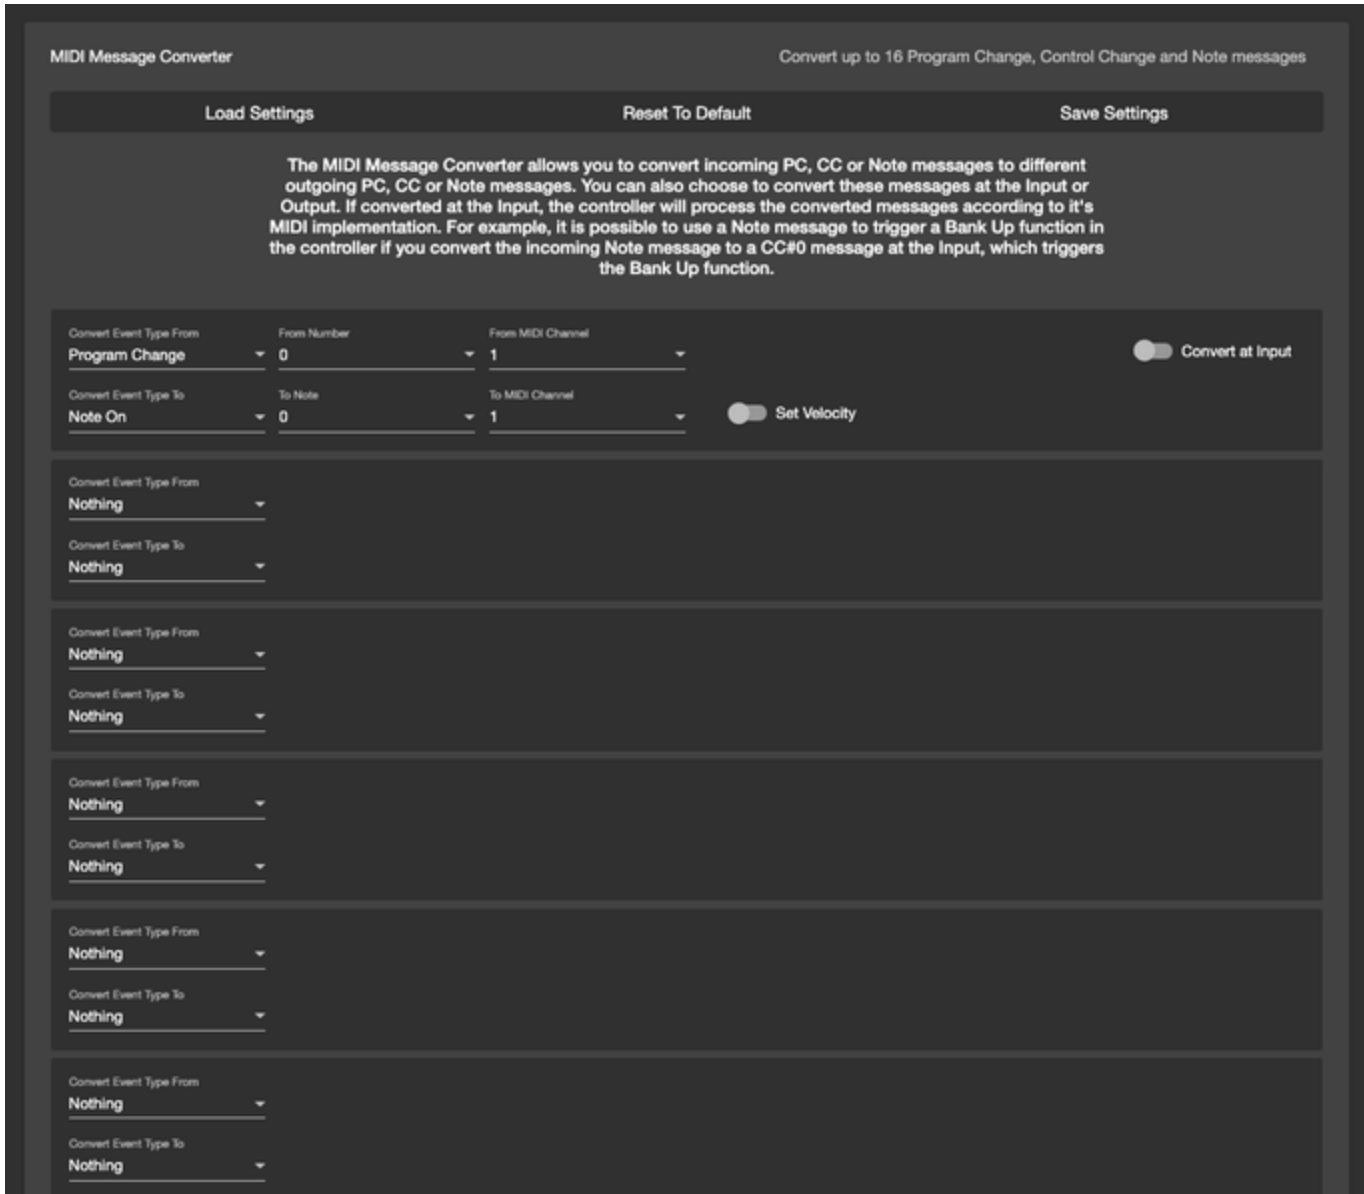 MIDI Message Converter
Convert up to 16 Program Change, Control Change and Note messages
Load Settings
Reset To Default
Save Settings
The MIDI Message Converter allows you to convert incoming PC, CC or Note messages to different
outgoing PC, CC or Note messages. You can also choose to convert these messages at the Input or
Output. If converted at the Input, the controller will process the converted messages according to it's
MIDI implementation. For example, it is possible to use a Note message to trigger a Bank Up function in
the controller if you convert the incoming Note message to a CC#0 message at the Input, which triggers
the Bank Up function.
Convert Event Type From
From Number
From MIDI Channel
Program Change
0
1
Convert at Input
Convert Event Type To
To Note
To MIDI Channel
Note On
0
1
Set Velocity
Convert Event Type From
Nothing
Convert Event Type To
Nothing
Convert Event Type From
Nothing
Convert Event Type To
Nothing
Convert Event Type From
Nothing
Convert Event Type To
Nothing
Convert Event Type From
Nothing
Convert Event Type To
Nothing
Convert Event Type From
Nothing
Convert Event Type To
Nothing